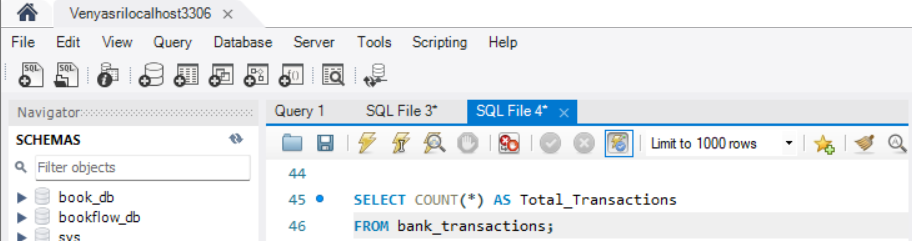 Venyasrilocalhost3306
File Edit View Query Database Server Tools Scripting Help
SQL SQL
Navigator
Query 1 SQL File 3* SQL File 4*
SCHEMAS
Limit to 1000 rows
Filter objects
44
book_db
45 SELECT COUNT(*) AS Total_Transactions
bookflow_db
46 FROM bank_transactions;
sys